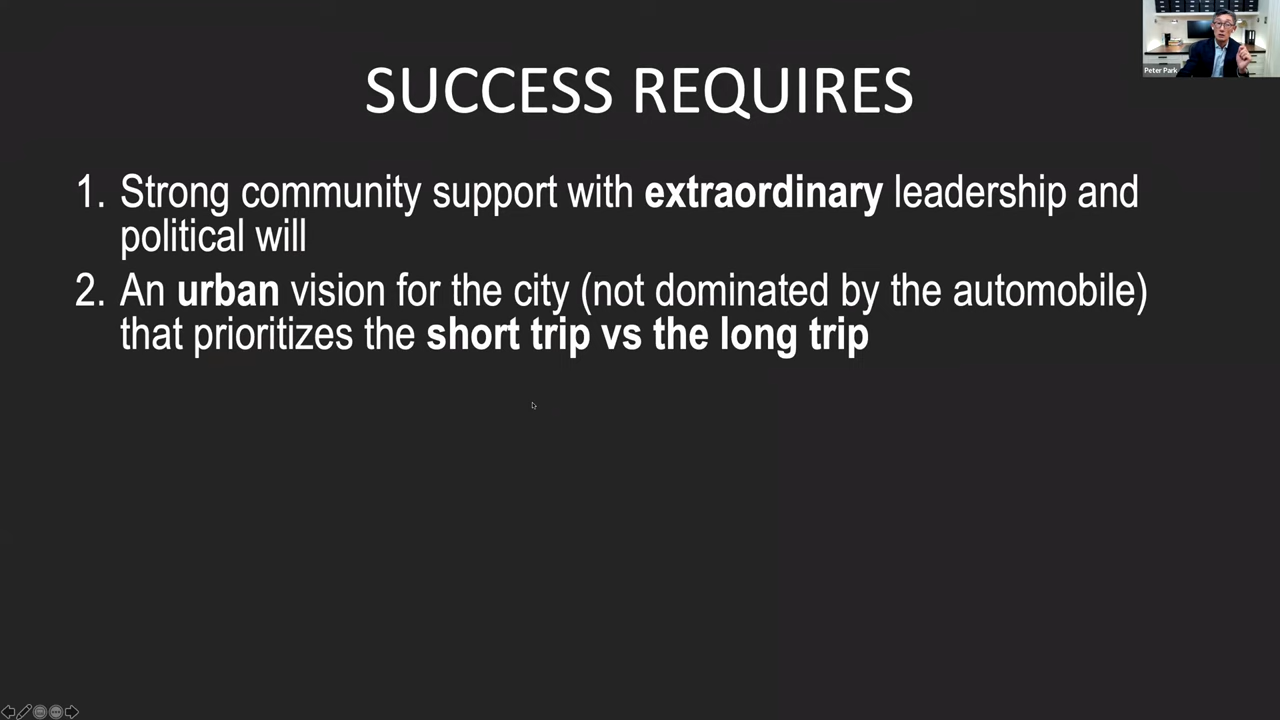 Peter Park
SUCCESS REQUIRES
1. Strong community support with extraordinary leadership and
political will
2. An urban vision for the city (not dominated by the automobile)
that prioritizes the short trip vs the long trip